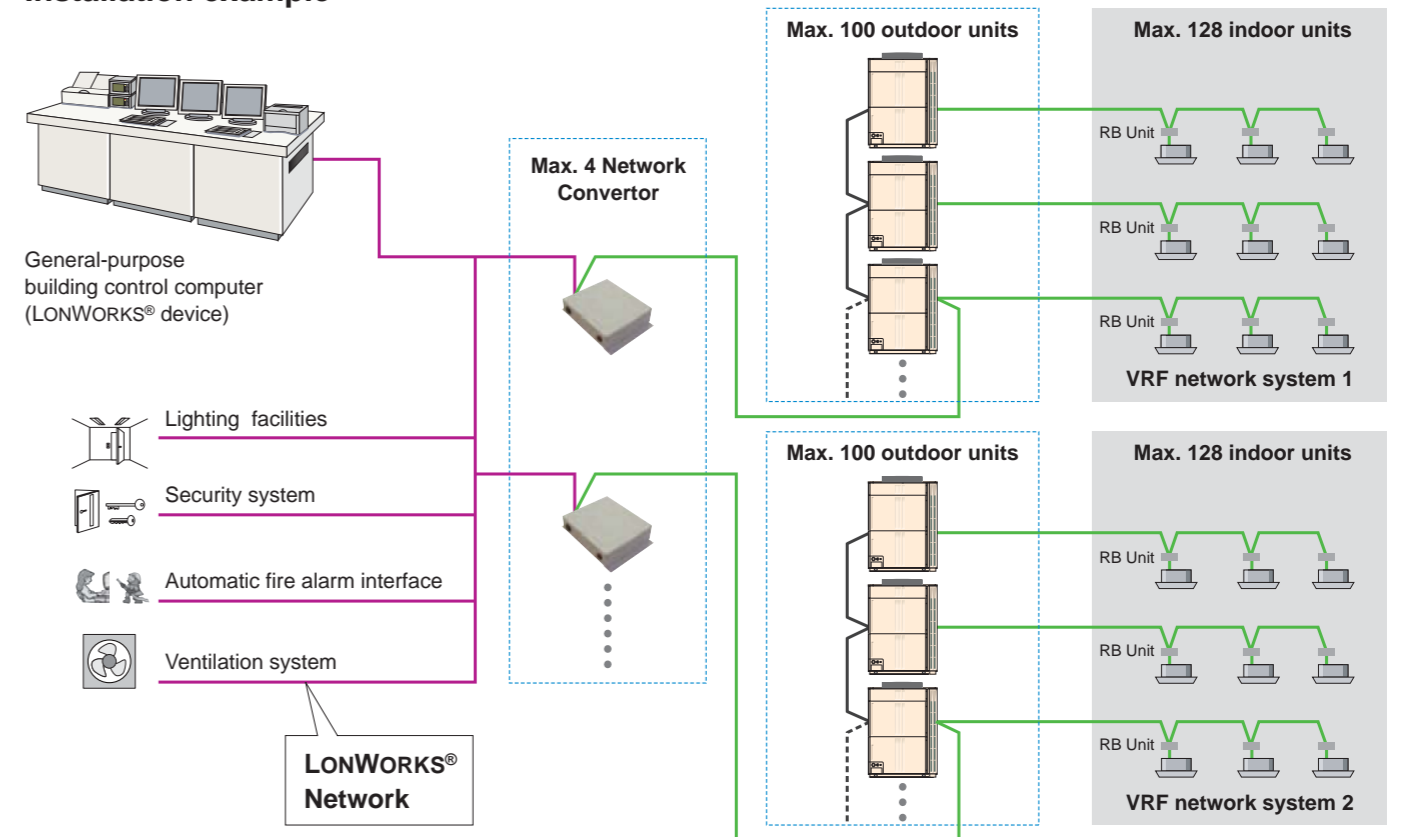 Installation example
Max. 100 outdoor units
Max. 128 indoor units
Max. 4 Network
Convertor
RB Unit
RB Unit
RB Unit
VRF network system 1
General-purpose
building control computer
(LONWORKS® device)
Lighting facilities
Security system
Automatic fire alarm interface
Ventilation system
LONWORKS®
Network
Max. 100 outdoor units
Max. 128 indoor units
RB Unit
RB Unit
RB Unit
VRF network system 2